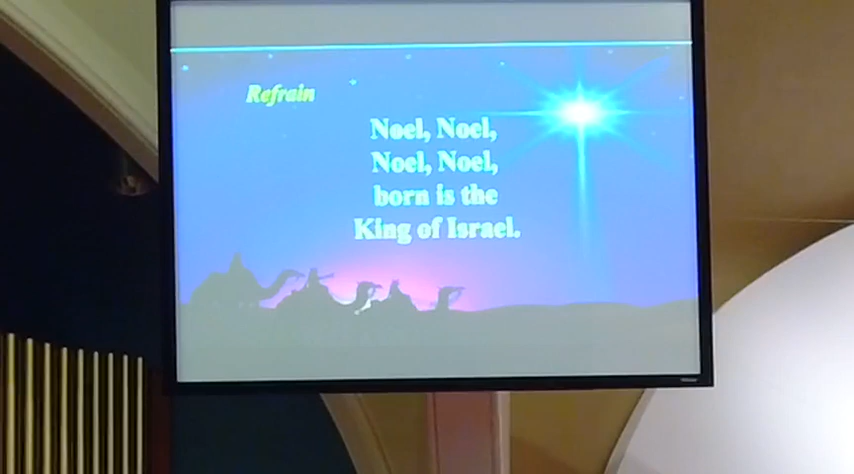 Refrain
Noel, Noel,
Noel, Noel,
born is the
King of Israel.